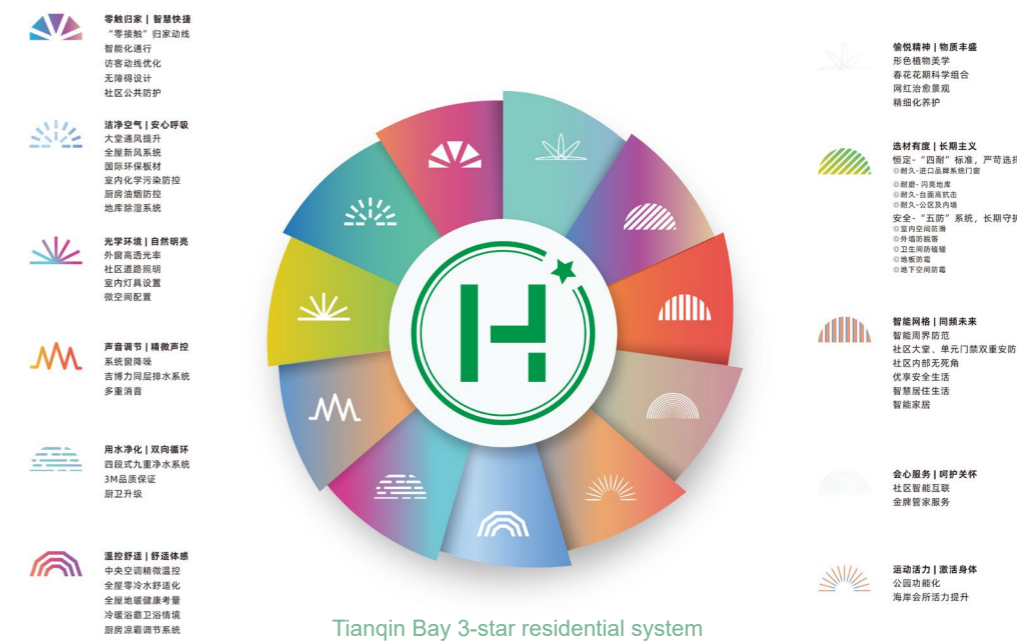 零触归家 | 智慧快捷
“零接触”归家动线
智能化通行
访客动线优化
无障碍设计
社区公共防护
洁净空气 | 安心呼吸
大堂通风提升
全屋新风系统
国际环保板材
室内化学污染防控
厨房油烟防控
地库除湿系统
光学环境 | 自然明亮
外窗高透光率
社区道路照明
室内灯具设置
微空间配置
声音调节 | 精微声控
系统窗降噪
吉博力同层排水系统
多重消音
用水净化 | 双向循环
四段式九重净水系统
3M品质保证
厨卫升级
温控舒适 | 舒适体感
中央空调精微温控
全屋零冷水舒适化
全屋地暖健康考量
冷暖浴霸卫浴情境
厨房凉霸调节系统
H
愉悦精神 | 物质丰盛
形色植物美学
春花花期科学组合
网红治愈景观
精细化养护
选材有度 | 长期主义
恒定-“四耐”标准，严苛选择
◎耐久-进口品牌系统门窗
◎耐磨-闪亮地库
◎耐久-台面高抗击
◎耐久-公区及内墙
安全-“五防”系统，长期守护
◎室内空间防滑
◎外墙防脱落
◎卫生间防磕碰
◎地板防霉
◎地下空间防霉
智能网格 | 同频未来
智能周界防范
社区大堂、单元门禁双重安防
社区内部无死角
优享安全生活
智慧居住生活
智能家居
会心服务 | 呵护关怀
社区智能互联
金牌管家服务
运动活力 | 激活身体
公园功能化
海岸会所活力提升
Tianqin Bay 3-star residential system